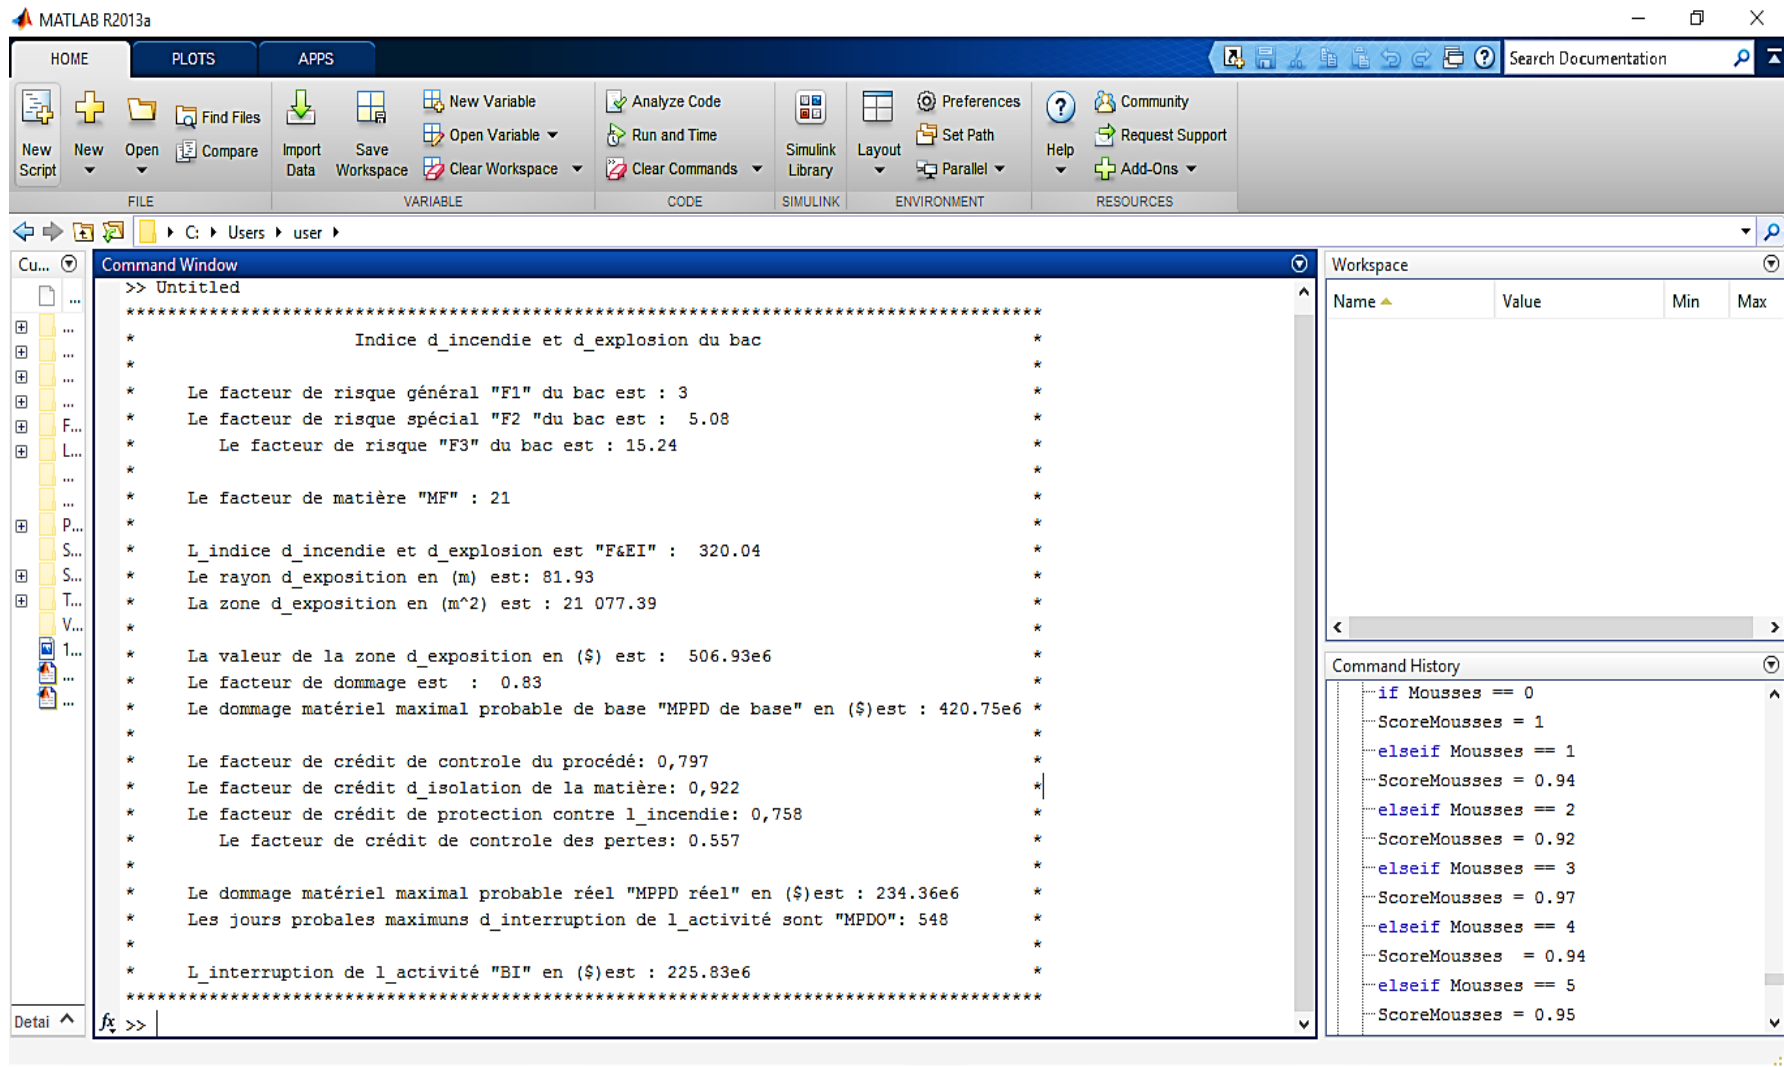 MATLAB R2013a
HOME PLOTS APPS
Search Documentation
New Script
New
Open
Find Files
Compare
FILE
Import Data
Save Workspace
New Variable
Open Variable
Clear Workspace
VARIABLE
Analyze Code
Run and Time
Clear Commands
CODE
Simulink Library
SIMULINK
Layout
Preferences
Set Path
Parallel
ENVIRONMENT
Help
Community
Request Support
Add-Ons
RESOURCES
C: Users user
Cu...
...
...
...
...
...
F...
L...
...
...
P...
S...
S...
T...
V...
1...
...
...
Detai
Command Window
>> Untitled
****************************************************************************************
* Indice d_incendie et d_explosion du bac *
* *
* Le facteur de risque général "F1" du bac est : 3 *
* Le facteur de risque spécial "F2 "du bac est : 5.08 *
* Le facteur de risque "F3" du bac est : 15.24 *
* *
* Le facteur de matière "MF" : 21 *
* *
* L_indice d_incendie et d_explosion est "F&EI" : 320.04 *
* Le rayon d_exposition en (m) est: 81.93 *
* La zone d_exposition en (m^2) est : 21 077.39 *
* *
* La valeur de la zone d_exposition en ($) est : 506.93e6 *
* Le facteur de dommage est : 0.83 *
* Le dommage matériel maximal probable de base "MPPD de base" en ($)est : 420.75e6 *
* *
* Le facteur de crédit de controle du procédé: 0,797 *
* Le facteur de crédit d_isolation de la matière: 0,922 *
* Le facteur de crédit de protection contre l_incendie: 0,758 *
* Le facteur de crédit de controle des pertes: 0.557 *
* *
* Le dommage matériel maximal probable réel "MPPD réel" en ($)est : 234.36e6 *
* Les jours probales maximuns d_interruption de l_activité sont "MPDO": 548 *
* *
* L_interruption de l_activité "BI" en ($)est : 225.83e6 *
****************************************************************************************
fx >>
Workspace
Name Value Min Max
Command History
if Mousses == 0
ScoreMousses = 1
elseif Mousses == 1
ScoreMousses = 0.94
elseif Mousses == 2
ScoreMousses = 0.92
elseif Mousses == 3
ScoreMousses = 0.97
elseif Mousses == 4
ScoreMousses = 0.94
elseif Mousses == 5
ScoreMousses = 0.95